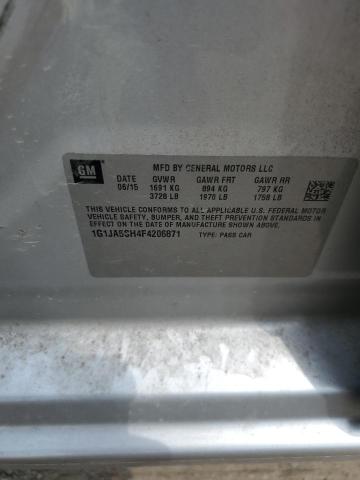 GM
MFD BY GENERAL MOTORS LLC
DATE GVWR GAWR FRT GAWR RR
06/15 1691 KG 894 KG 797 KG
3728 LB 1970 LB 1758 LB
THIS VEHICLE CONFORMS TO ALL APPLICABLE U.S. FEDERAL MOTOR
VEHICLE SAFETY, BUMPER, AND THEFT PREVENTION STANDARDS IN
EFFECT ON THE DATE OF MANUFACTURE SHOWN ABOVE.
1G1JA5SH4F4206871 TYPE: PASS CAR